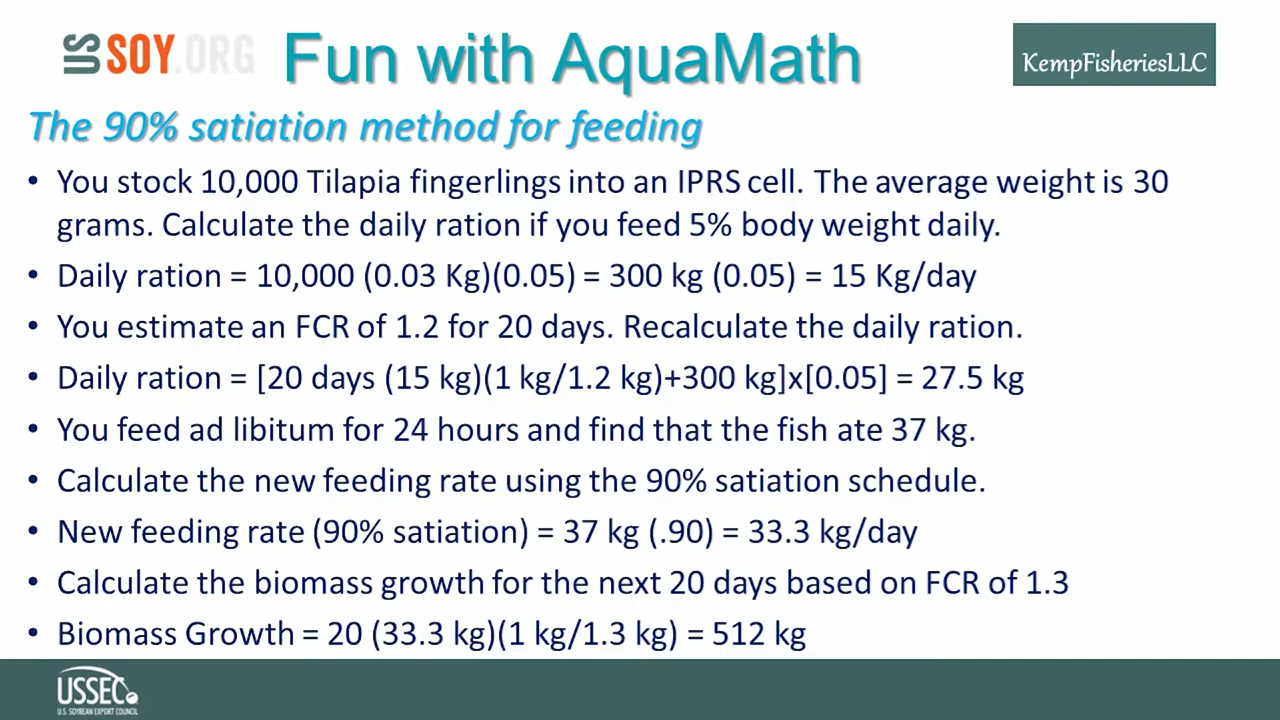 US SOY.ORG
Fun with AquaMath
KempFisheriesLLC
The 90% satiation method for feeding
• You stock 10,000 Tilapia fingerlings into an IPRS cell. The average weight is 30
grams. Calculate the daily ration if you feed 5% body weight daily.
• Daily ration = 10,000 (0.03 Kg)(0.05) = 300 kg (0.05) = 15 Kg/day
• You estimate an FCR of 1.2 for 20 days. Recalculate the daily ration.
• Daily ration = [20 days (15 kg)(1 kg/1.2 kg)+300 kg]x[0.05] = 27.5 kg
• You feed ad libitum for 24 hours and find that the fish ate 37 kg.
• Calculate the new feeding rate using the 90% satiation schedule.
• New feeding rate (90% satiation) = 37 kg (.90) = 33.3 kg/day
• Calculate the biomass growth for the next 20 days based on FCR of 1.3
• Biomass Growth = 20 (33.3 kg)(1 kg/1.3 kg) = 512 kg
USSEC
U.S. SOYBEAN EXPORT COUNCIL